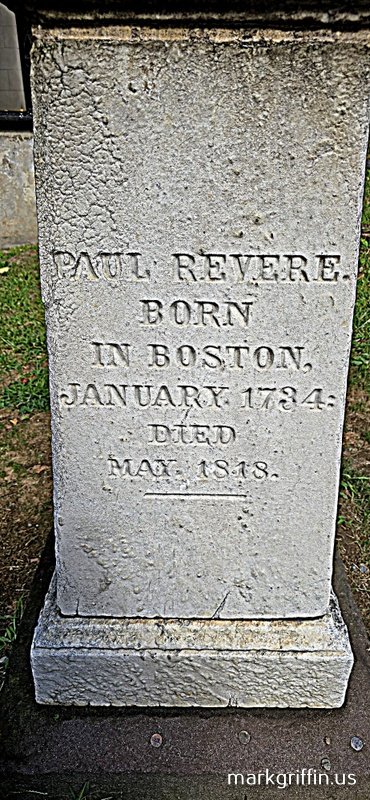 PAUL REVERE.
BORN
IN BOSTON,
JANUARY 1734:
DIED
MAY. 1818.
markgriffin.us